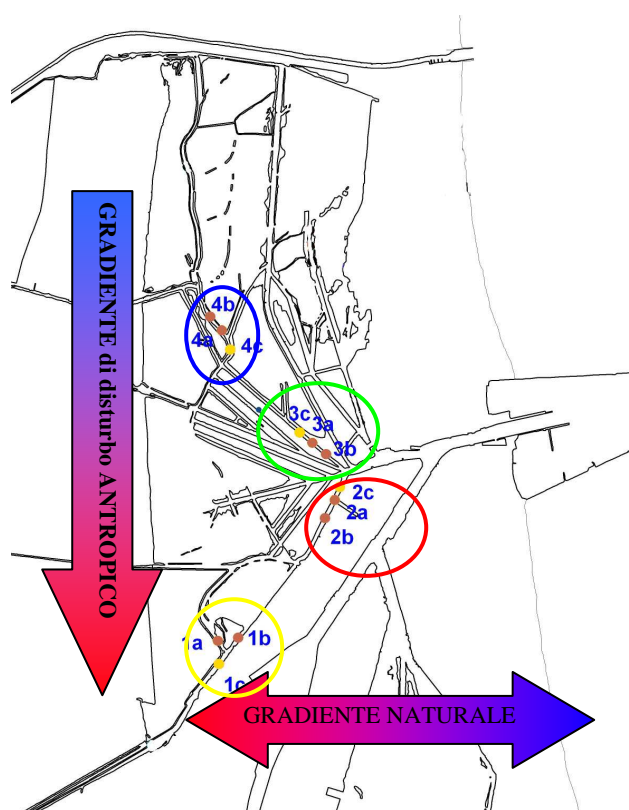 GRADIENTE di disturbo ANTROPICO
4b
4a
4c
3c
3a
3b
2c
2a
2b
1a
1b
1c
GRADIENTE NATURALE